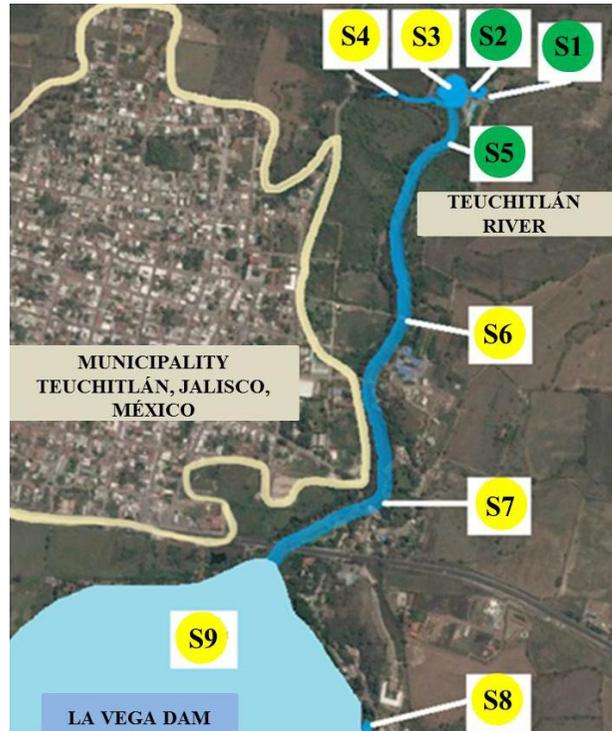 S4
S3
S2
S1
S5
TEUCHITLÁN
RIVER
S6
MUNICIPALITY
TEUCHITLÁN, JALISCO,
MÉXICO
S7
S9
S8
LA VEGA DAM